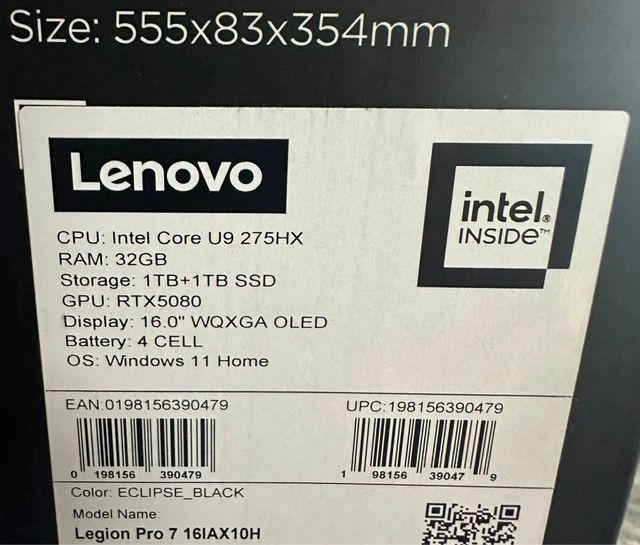 Size: 555x83x354mm
Lenovo
intel®
INSIDE™
CPU: Intel Core U9 275HX
RAM: 32GB
Storage: 1TB+1TB SSD
GPU: RTX5080
Display: 16.0" WQXGA OLED
Battery: 4 CELL
OS: Windows 11 Home
EAN:0198156390479
UPC:198156390479
0 198156 390479
1 98156 39047 9
Color: ECLIPSE_BLACK
Model Name:
Legion Pro 7 16IAX10H